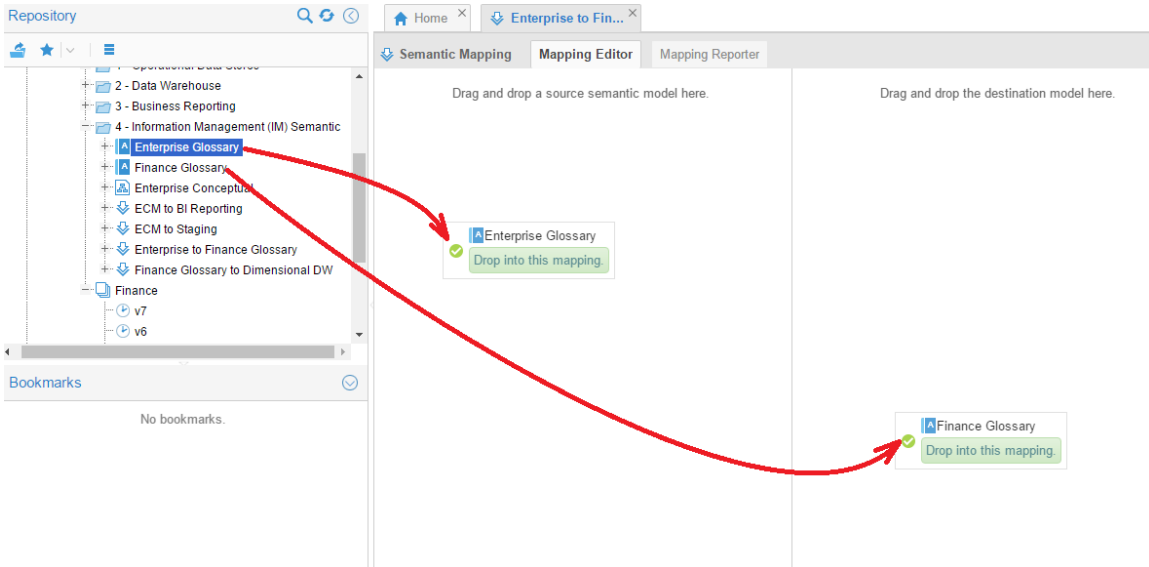 Repository
Home
Enterprise to Fin...
Semantic Mapping
Mapping Editor
Mapping Reporter
1 - Operational Data Stores
2 - Data Warehouse
3 - Business Reporting
4 - Information Management (IM) Semantic
Enterprise Glossary
Finance Glossary
Enterprise Conceptual
ECM to BI Reporting
ECM to Staging
Enterprise to Finance Glossary
Finance Glossary to Dimensional DW
Finance
v7
v6
Bookmarks
No bookmarks.
Drag and drop a source semantic model here.
Enterprise Glossary
Drop into this mapping.
Drag and drop the destination model here.
Finance Glossary
Drop into this mapping.